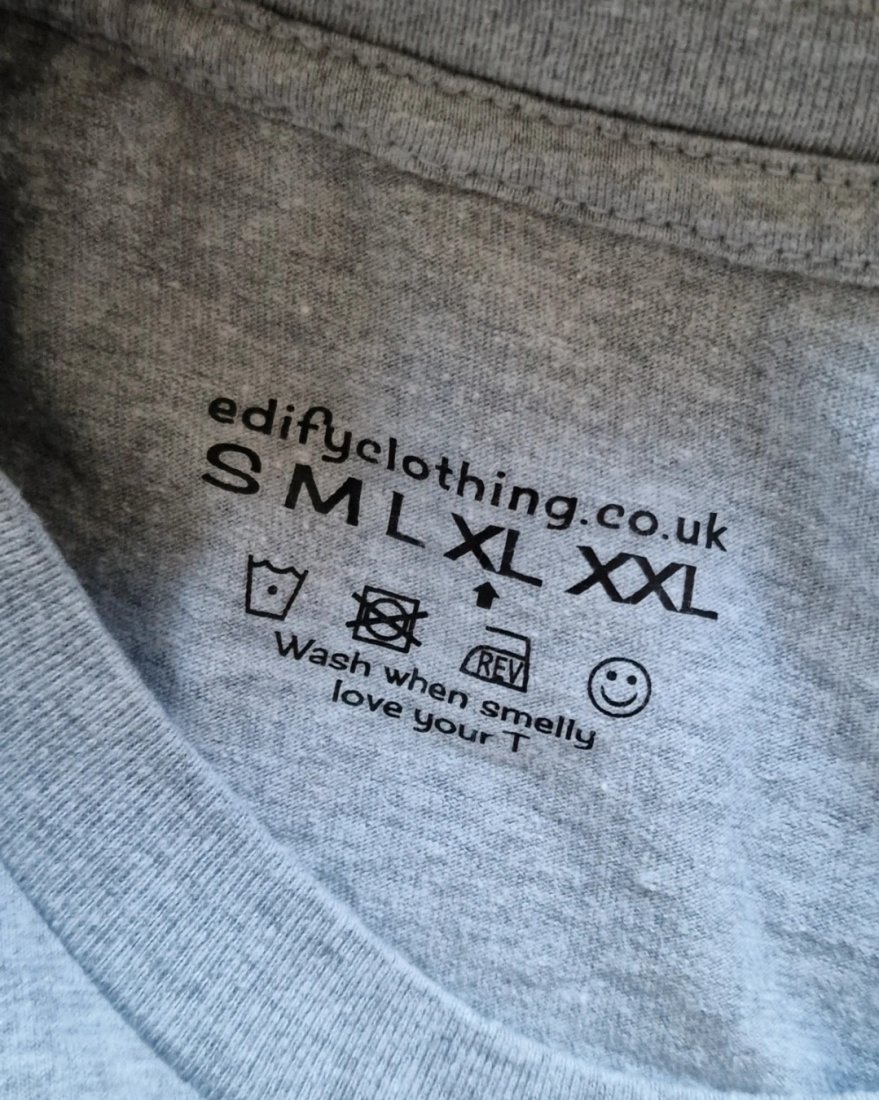 edifyclothing.co.uk
S M L XL XXL
REV
Wash when smelly
love your T